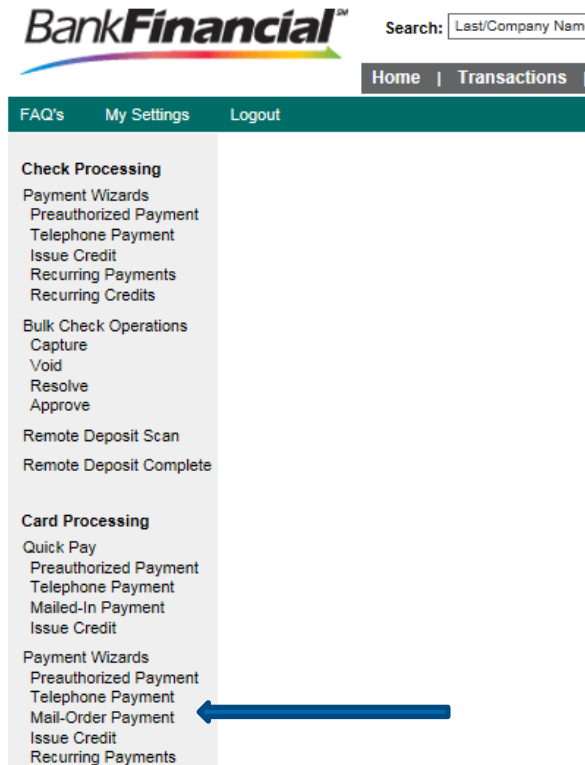 BankFinancial℠
Search: Last/Company Nam
Home | Transactions |
FAQ's My Settings Logout
Check Processing
Payment Wizards
Preauthorized Payment
Telephone Payment
Issue Credit
Recurring Payments
Recurring Credits
Bulk Check Operations
Capture
Void
Resolve
Approve
Remote Deposit Scan
Remote Deposit Complete
Card Processing
Quick Pay
Preauthorized Payment
Telephone Payment
Mailed-In Payment
Issue Credit
Payment Wizards
Preauthorized Payment
Telephone Payment
Mail-Order Payment
Issue Credit
Recurring Payments